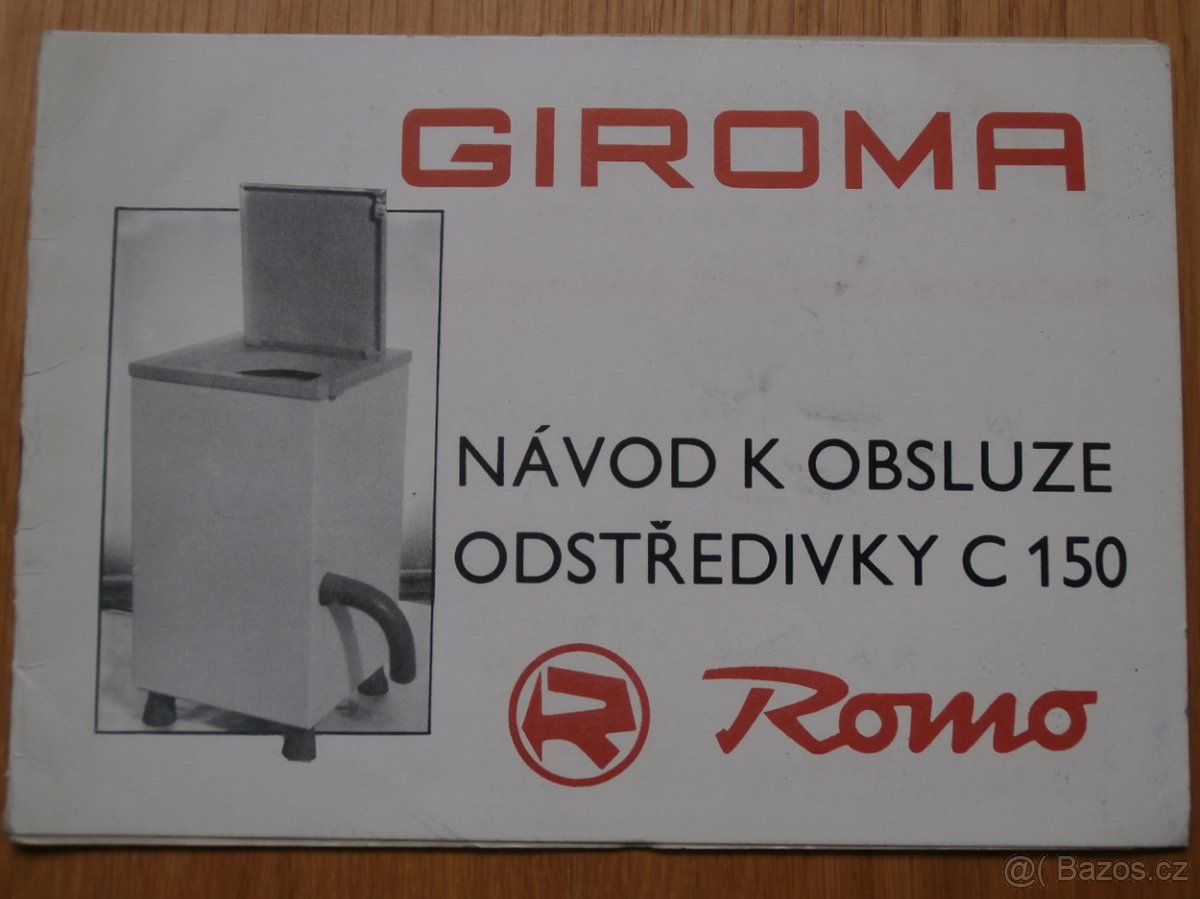 GIROMA
NÁVOD K OBSLUZE
ODSTŘEDIVKY C 150
Romo
@( Bazos.cz